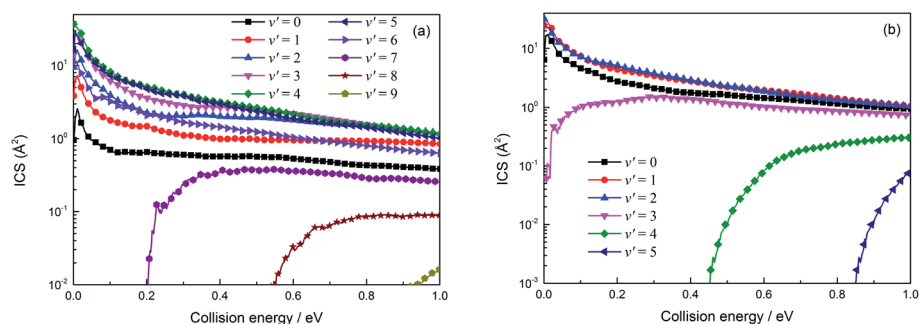 (a)
v' = 0 v' = 5
v' = 1 v' = 6
v' = 2 v' = 7
v' = 3 v' = 8
v' = 4 v' = 9
ICS (Å²)
10¹
10⁰
10⁻¹
10⁻²
0.0 0.2 0.4 0.6 0.8 1.0
Collision energy / eV
(b)
ICS (Å²)
10¹
10⁰
10⁻¹
10⁻²
10⁻³
v' = 0
v' = 1
v' = 2
v' = 3
v' = 4
v' = 5
0.0 0.2 0.4 0.6 0.8 1.0
Collision energy / eV